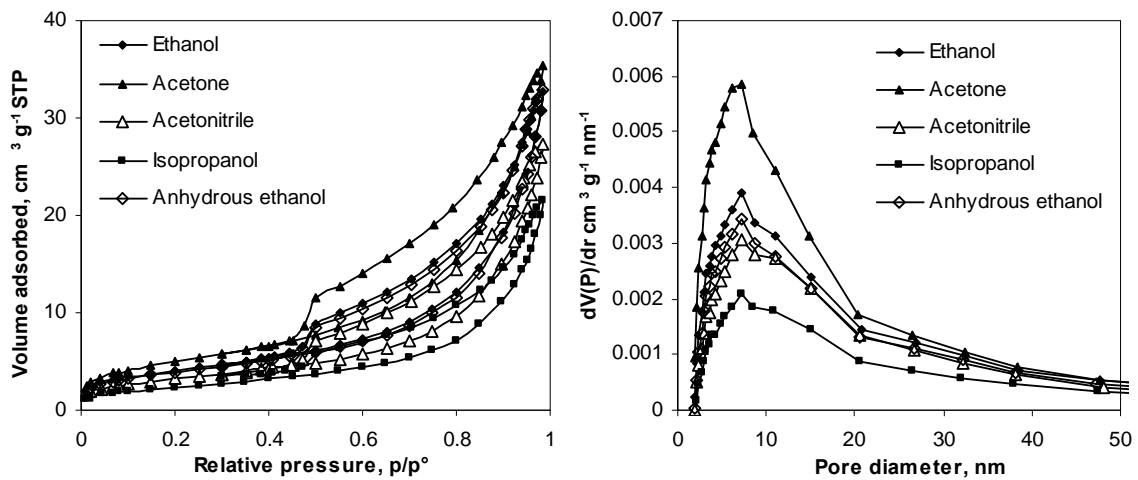 Volume adsorbed, cm 3 g-1 STP
40
30
20
10
0
Ethanol
Acetone
Acetonitrile
Isopropanol
Anhydrous ethanol
0
0.2
0.4
0.6
0.8
1
Relative pressure, p/p°
dV(P)/dr cm 3 g-1 nm-1
0.007
0.006
0.005
0.004
0.003
0.002
0.001
0
Ethanol
Acetone
Acetonitrile
Isopropanol
Anhydrous ethanol
0
10
20
30
40
50
Pore diameter, nm